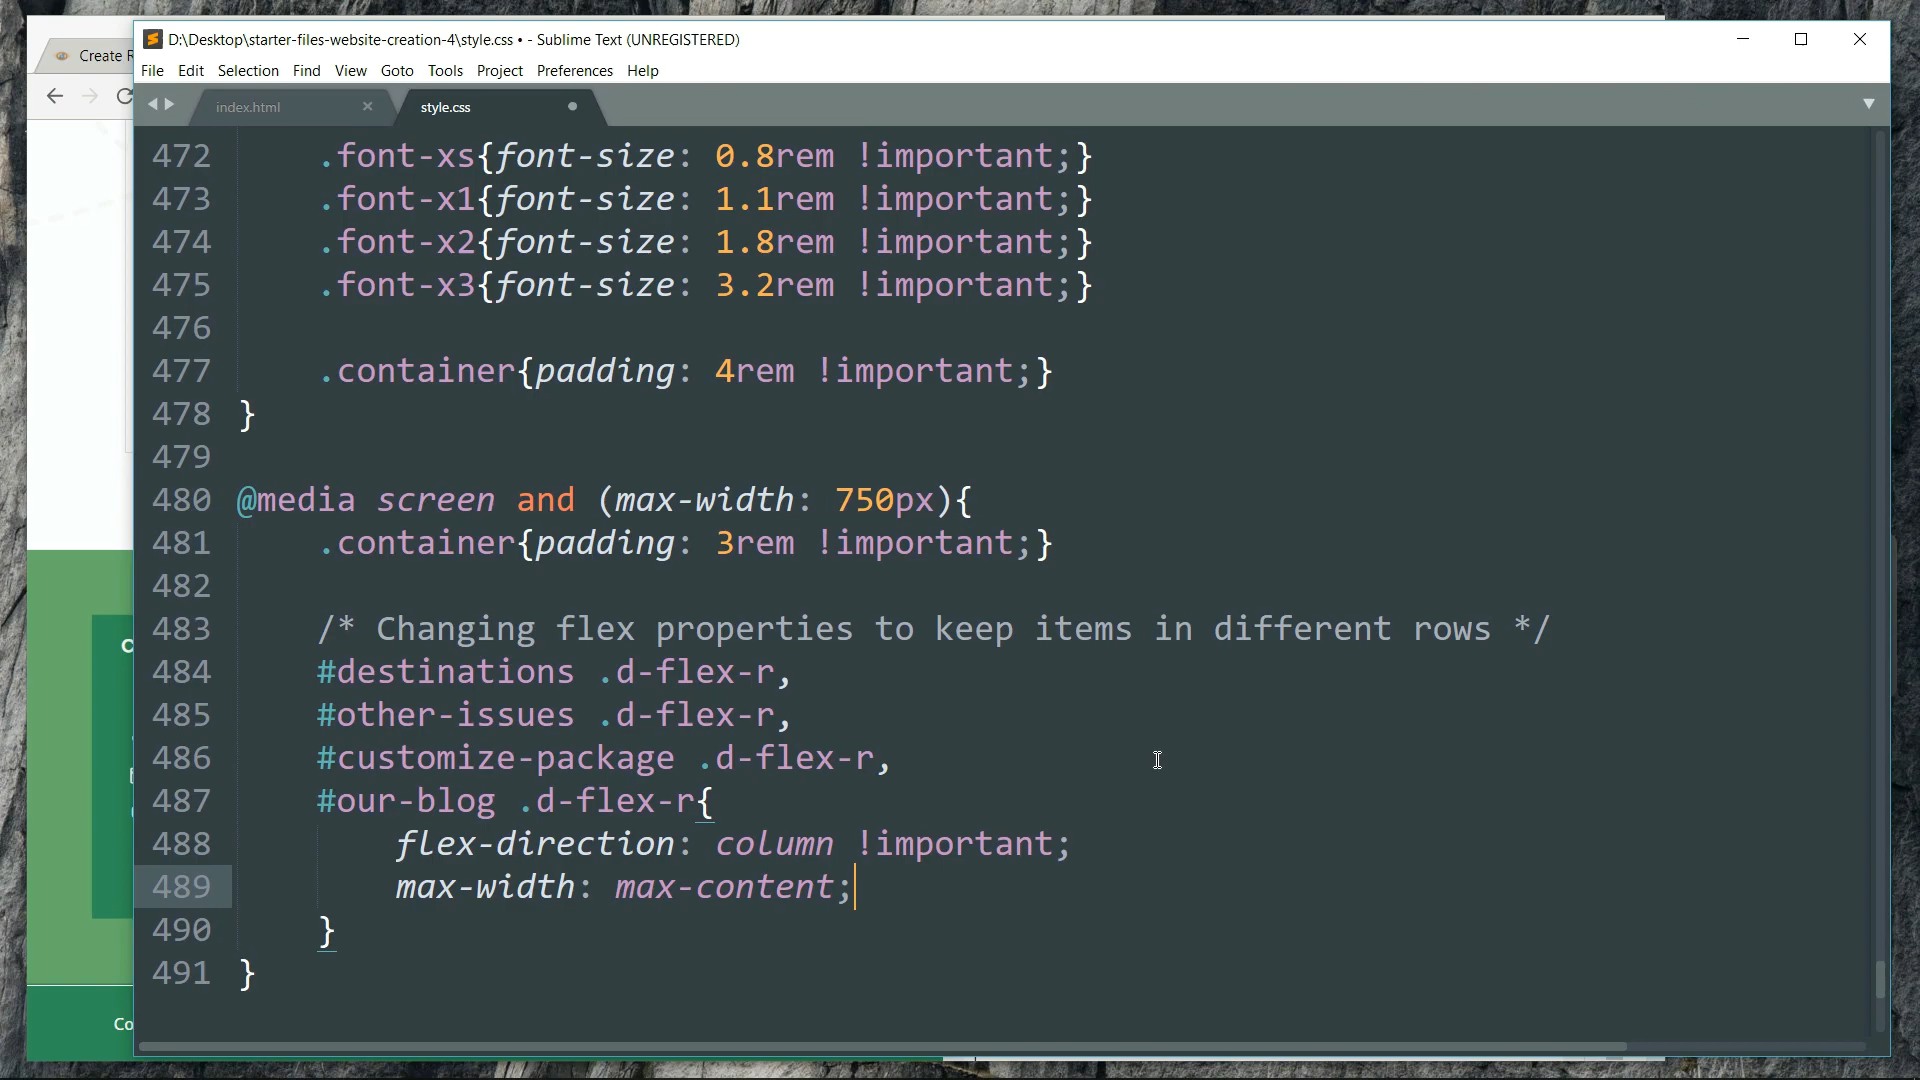 Create R
D:\Desktop\starter-files-website-creation-4\style.css • - Sublime Text (UNREGISTERED)
File Edit Selection Find View Goto Tools Project Preferences Help
index.html
style.css
472 .font-xs{font-size: 0.8rem !important;}
473 .font-x1{font-size: 1.1rem !important;}
474 .font-x2{font-size: 1.8rem !important;}
475 .font-x3{font-size: 3.2rem !important;}
476
477 .container{padding: 4rem !important;}
478 }
479
480 @media screen and (max-width: 750px){
481 .container{padding: 3rem !important;}
482
483 /* Changing flex properties to keep items in different rows */
484 #destinations .d-flex-r,
485 #other-issues .d-flex-r,
486 #customize-package .d-flex-r,
487 #our-blog .d-flex-r{
488 flex-direction: column !important;
489 max-width: max-content;
490 }
491 }
Co